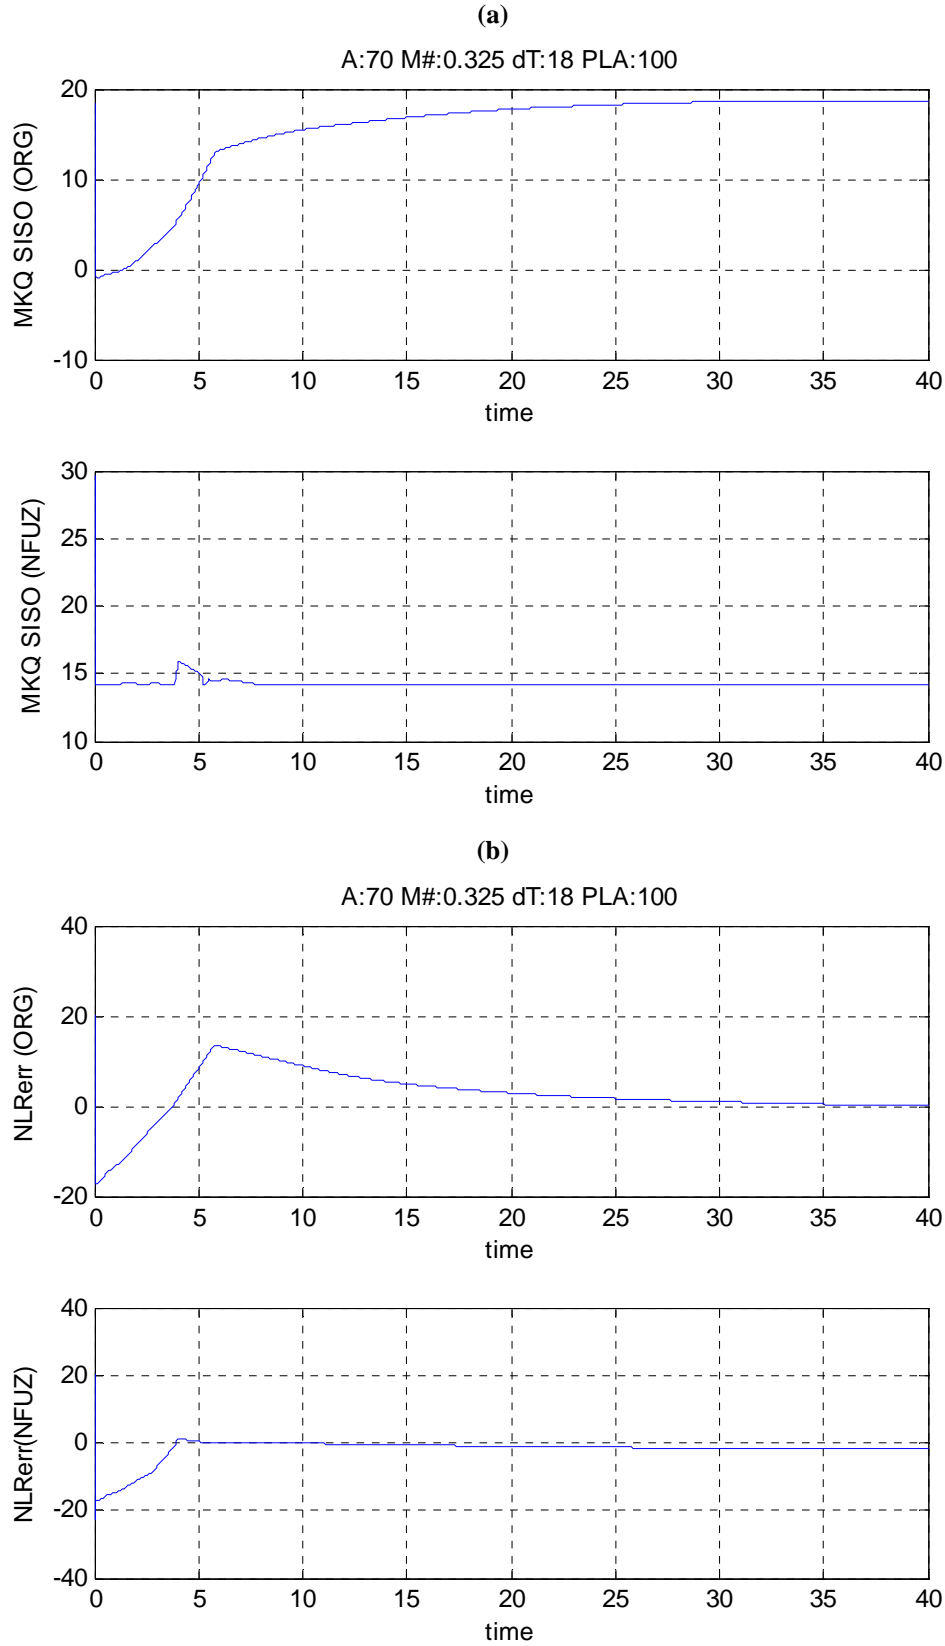 (a)
A:70 M#:0.325 dT:18 PLA:100
MKQ SISO (ORG)
20
10
0
-10
0 5 10 15 20 25 30 35 40
time
MKQ SISO (NFUZ)
30
25
20
15
10
0 5 10 15 20 25 30 35 40
time
(b)
A:70 M#:0.325 dT:18 PLA:100
NLRerr (ORG)
40
20
0
-20
0 5 10 15 20 25 30 35 40
time
NLRerr(NFUZ)
40
20
0
-20
-40
0 5 10 15 20 25 30 35 40
time